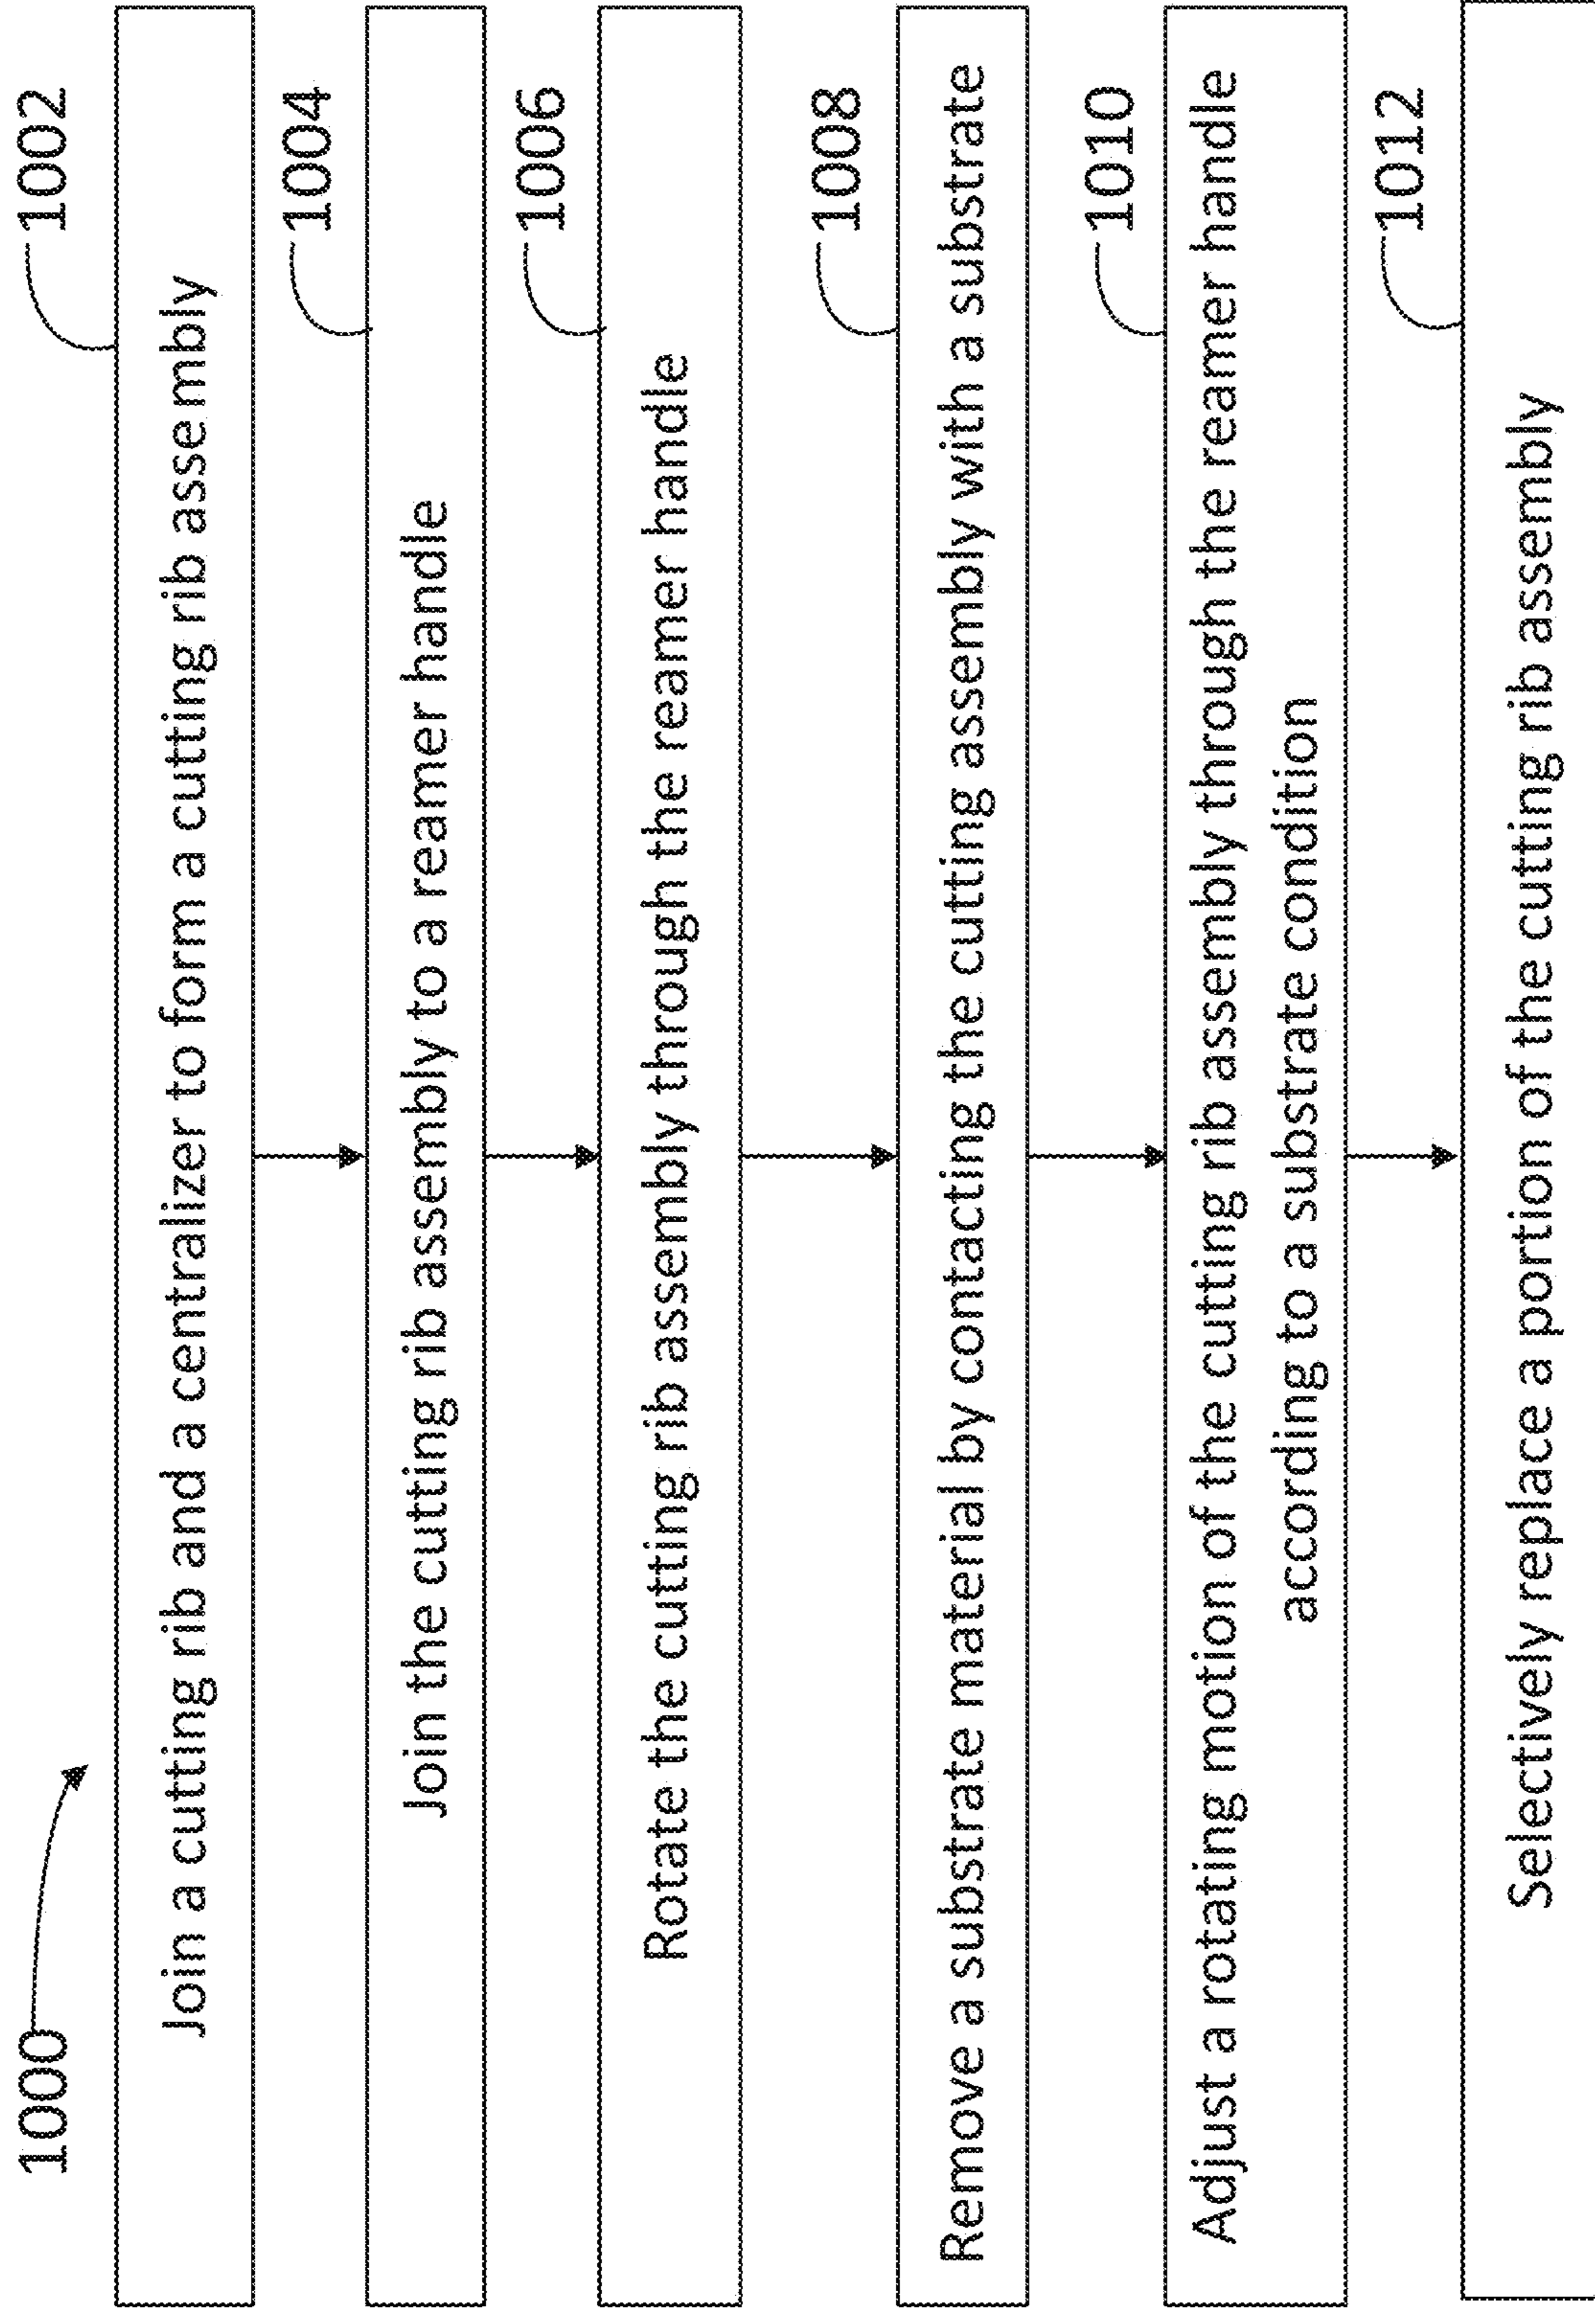 1000
1002
Join a cutting rib and a centralizer to form a cutting rib assembly
1004
Join the cutting rib assembly to a reamer handle
1006
Rotate the cutting rib assembly through the reamer handle
1008
Remove a substrate material by contacting the cutting assembly with a substrate
1010
Adjust a rotating motion of the cutting rib assembly through the reamer handle
according to a substrate condition
1012
Selectively replace a portion of the cutting rib assembly